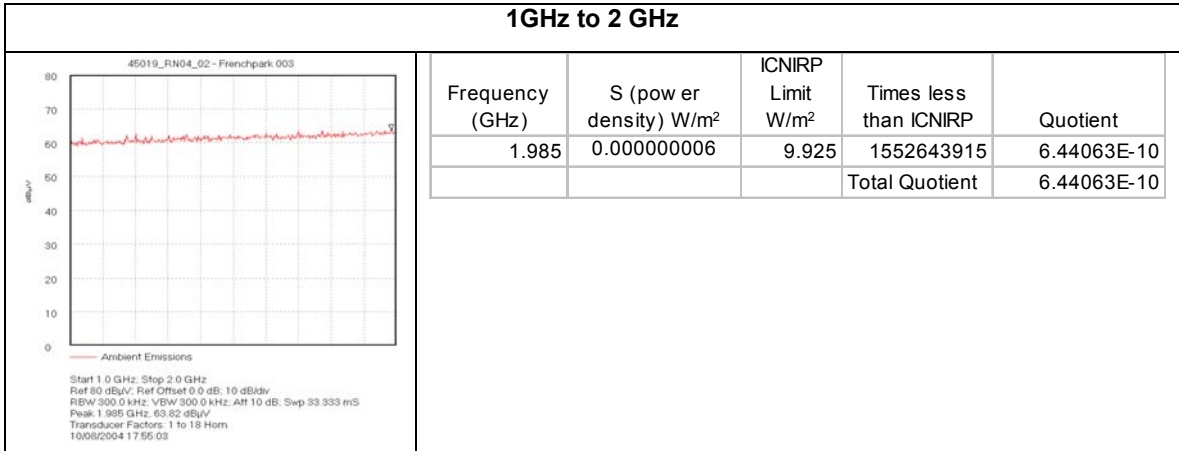 1GHz to 2 GHz
45019_RN04_02 - Frenchpark 003
80
70
60
50
40
30
20
10
0
dBµV
Ambient Emissions
Start 1.0 GHz; Stop 2.0 GHz
Ref 80 dBµV; Ref Offset 0.0 dB; 10 dB/div
RBW 300.0 kHz; VBW 300.0 kHz; Att 10 dB; Swp 33.333 mS
Peak 1.985 GHz, 63.82 dBµV
Transducer Factors: 1 to 18 Horn
10/08/2004 17:55:03
Frequency (GHz) S (pow er density) W/m² ICNIRP Limit W/m² Times less than ICNIRP Quotient
1.985 0.000000006 9.925 1552643915 6.44063E-10
Total Quotient 6.44063E-10